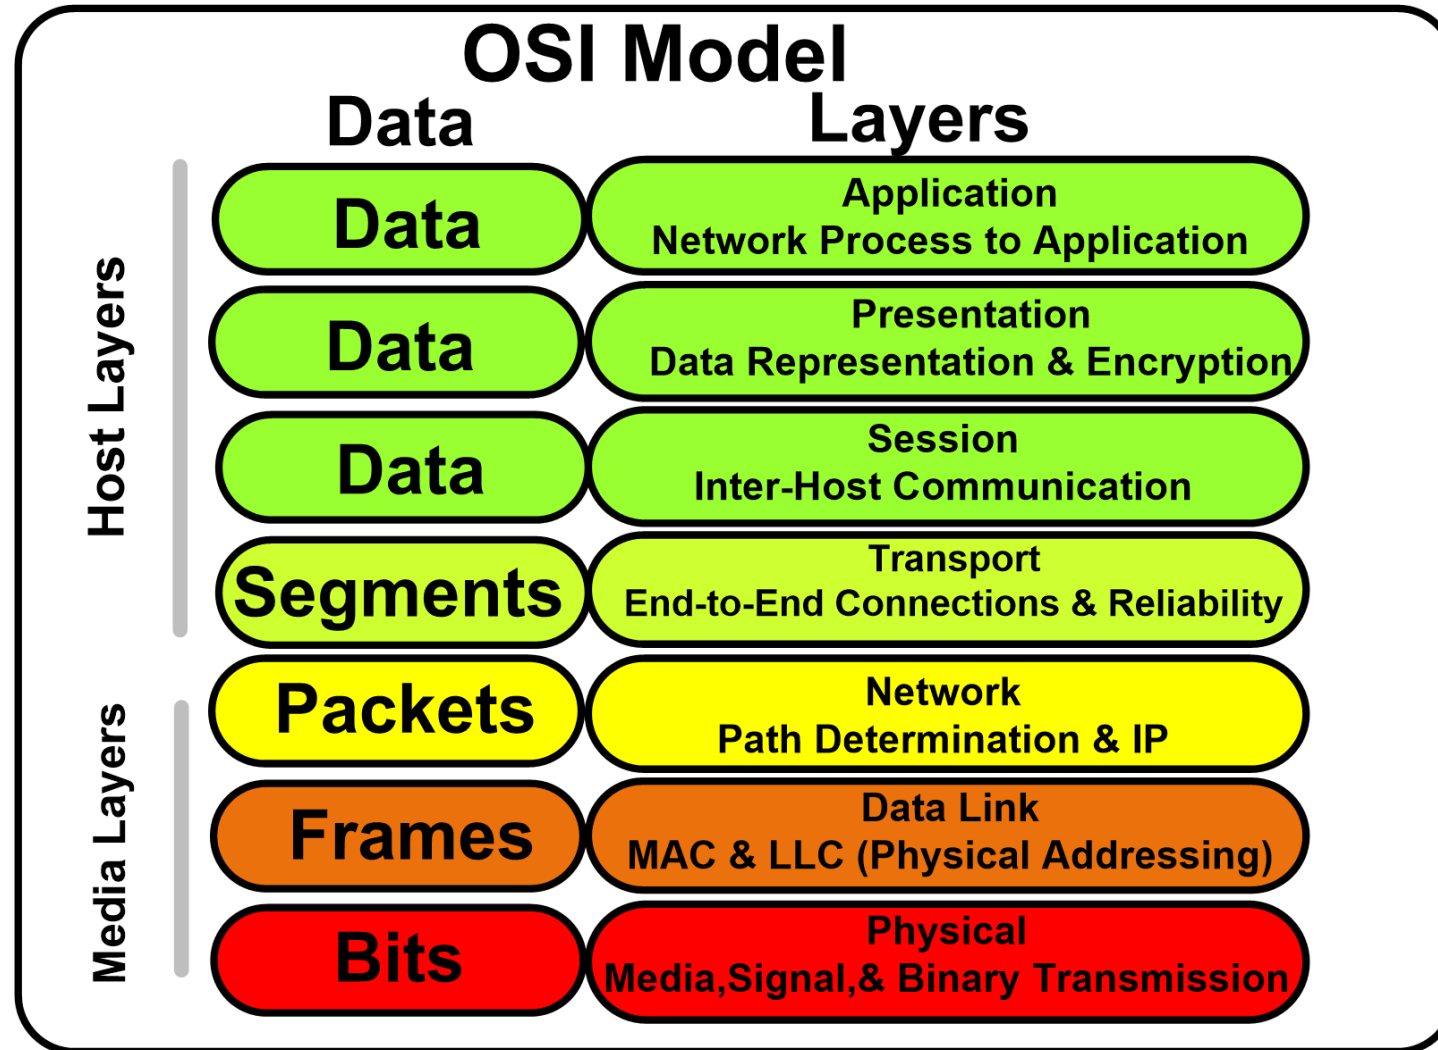 OSI Model
Data
Layers
Host Layers
Data
Application
Network Process to Application
Data
Presentation
Data Representation & Encryption
Data
Session
Inter-Host Communication
Segments
Transport
End-to-End Connections & Reliability
Media Layers
Packets
Network
Path Determination & IP
Frames
Data Link
MAC & LLC (Physical Addressing)
Bits
Physical
Media,Signal,& Binary Transmission